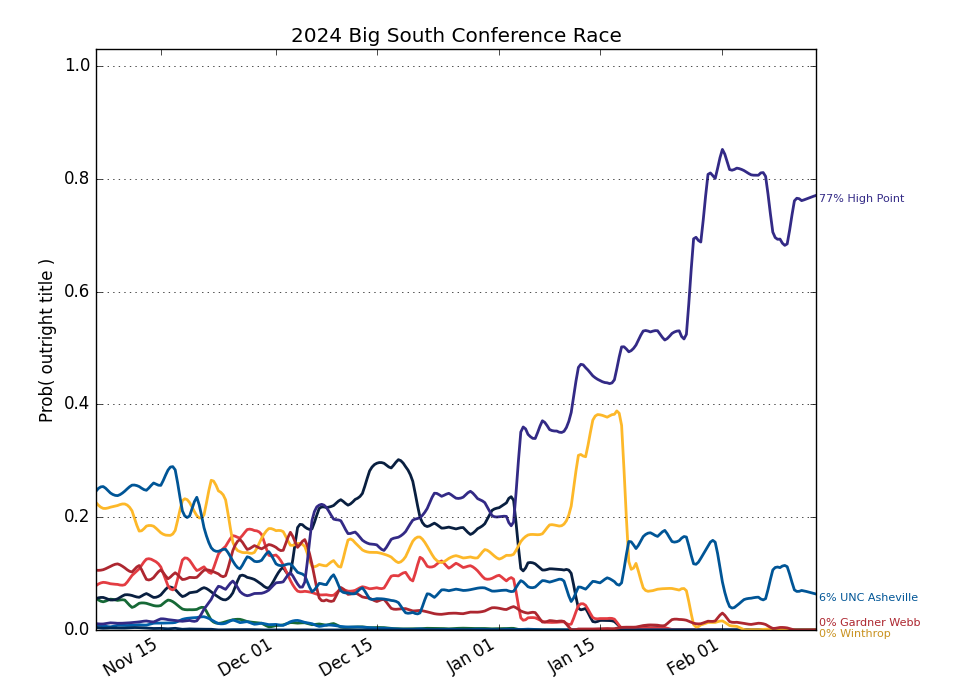 2024 Big South Conference Race
Prob( outright title )
1.0
0.8
0.6
0.4
0.2
0.0
77% High Point
6% UNC Asheville
0% Gardner Webb
0% Winthrop
Nov 15
Dec 01
Dec 15
Jan 01
Jan 15
Feb 01